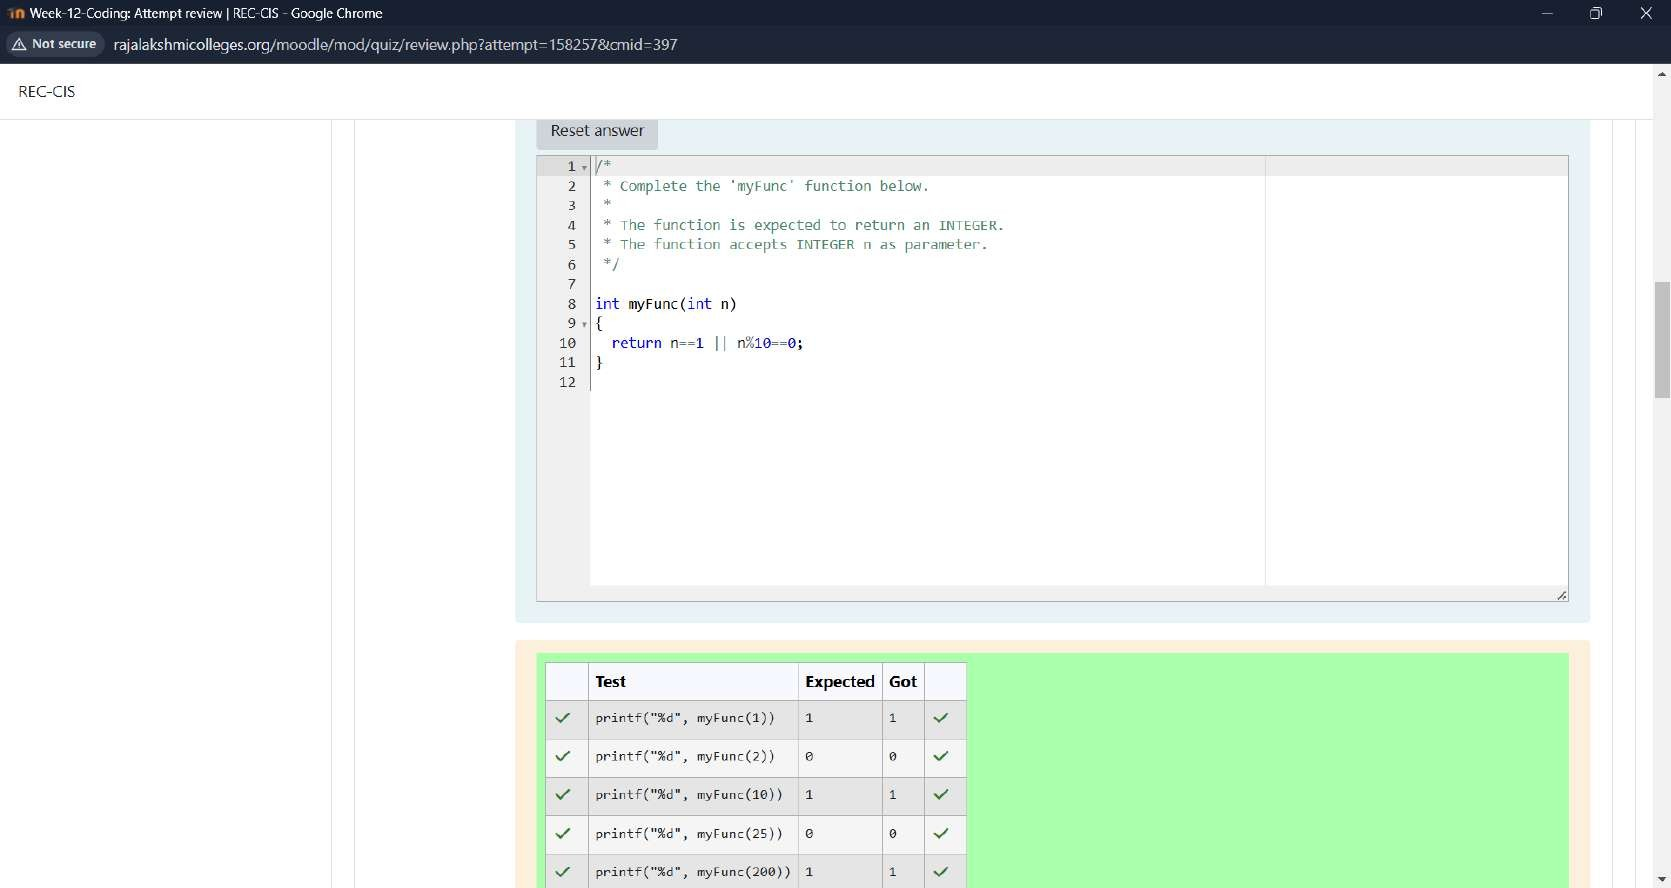 Week-12-Coding: Attempt review | REC-CIS - Google Chrome
Not secure rajalakshmicolleges.org/moodle/mod/quiz/review.php?attempt=158257&cmid=397
REC-CIS
Reset answer
1 /*
2 * Complete the 'myFunc' function below.
3 *
4 * The function is expected to return an INTEGER.
5 * The function accepts INTEGER n as parameter.
6 */
7
8 int myFunc(int n)
9 {
10 return n==1 || n%10==0;
11 }
12
Test Expected Got
printf("%d", myFunc(1)) 1 1
printf("%d", myFunc(2)) 0 0
printf("%d", myFunc(10)) 1 1
printf("%d", myFunc(25)) 0 0
printf("%d", myFunc(200)) 1 1